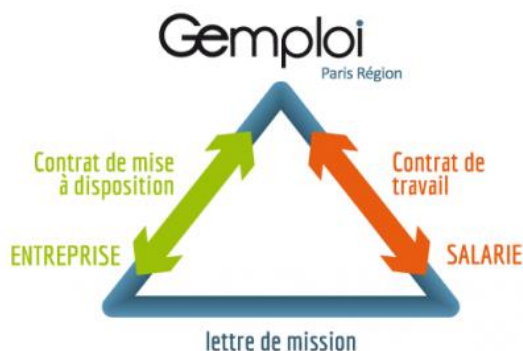 Gemploi
Paris Région
Contrat de mise
à disposition
Contrat de
travail
ENTREPRISE
SALARIE
lettre de mission